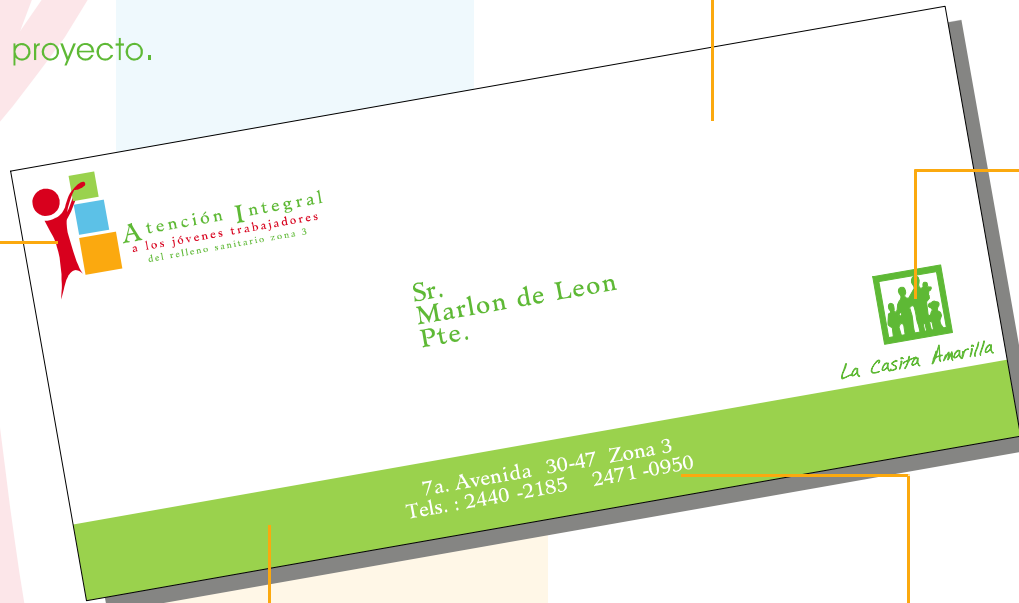 proyecto.
Atención Integral
a los jóvenes trabajadores
del relleno sanitario zona 3
Sr.
Marlon de Leon
Pte.
La Casita Amarilla
7a. Avenida 30-47 Zona 3
Tels. : 2440 -2185 2471 -0950